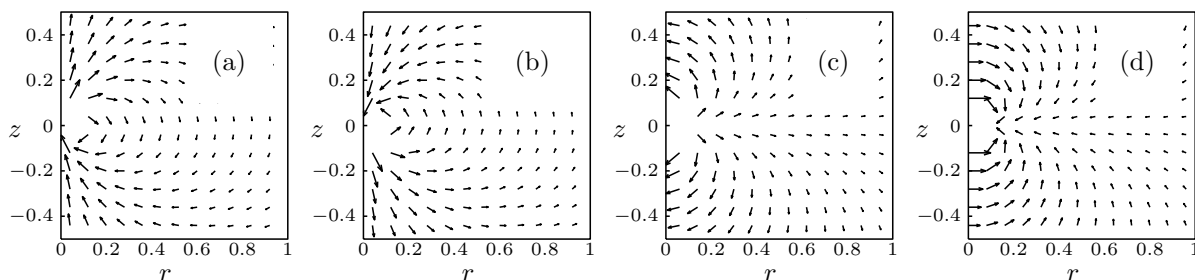 0.4 0.4 0.4 0.4
(a) (b) (c) (d)
0.2 0.2 0.2 0.2
z 0 z 0 z 0 z 0
−0.2 −0.2 −0.2 −0.2
−0.4 −0.4 −0.4 −0.4
0 0.2 0.4 0.6 0.8 1 0 0.2 0.4 0.6 0.8 1 0 0.2 0.4 0.6 0.8 1 0 0.2 0.4 0.6 0.8 1
r r r r